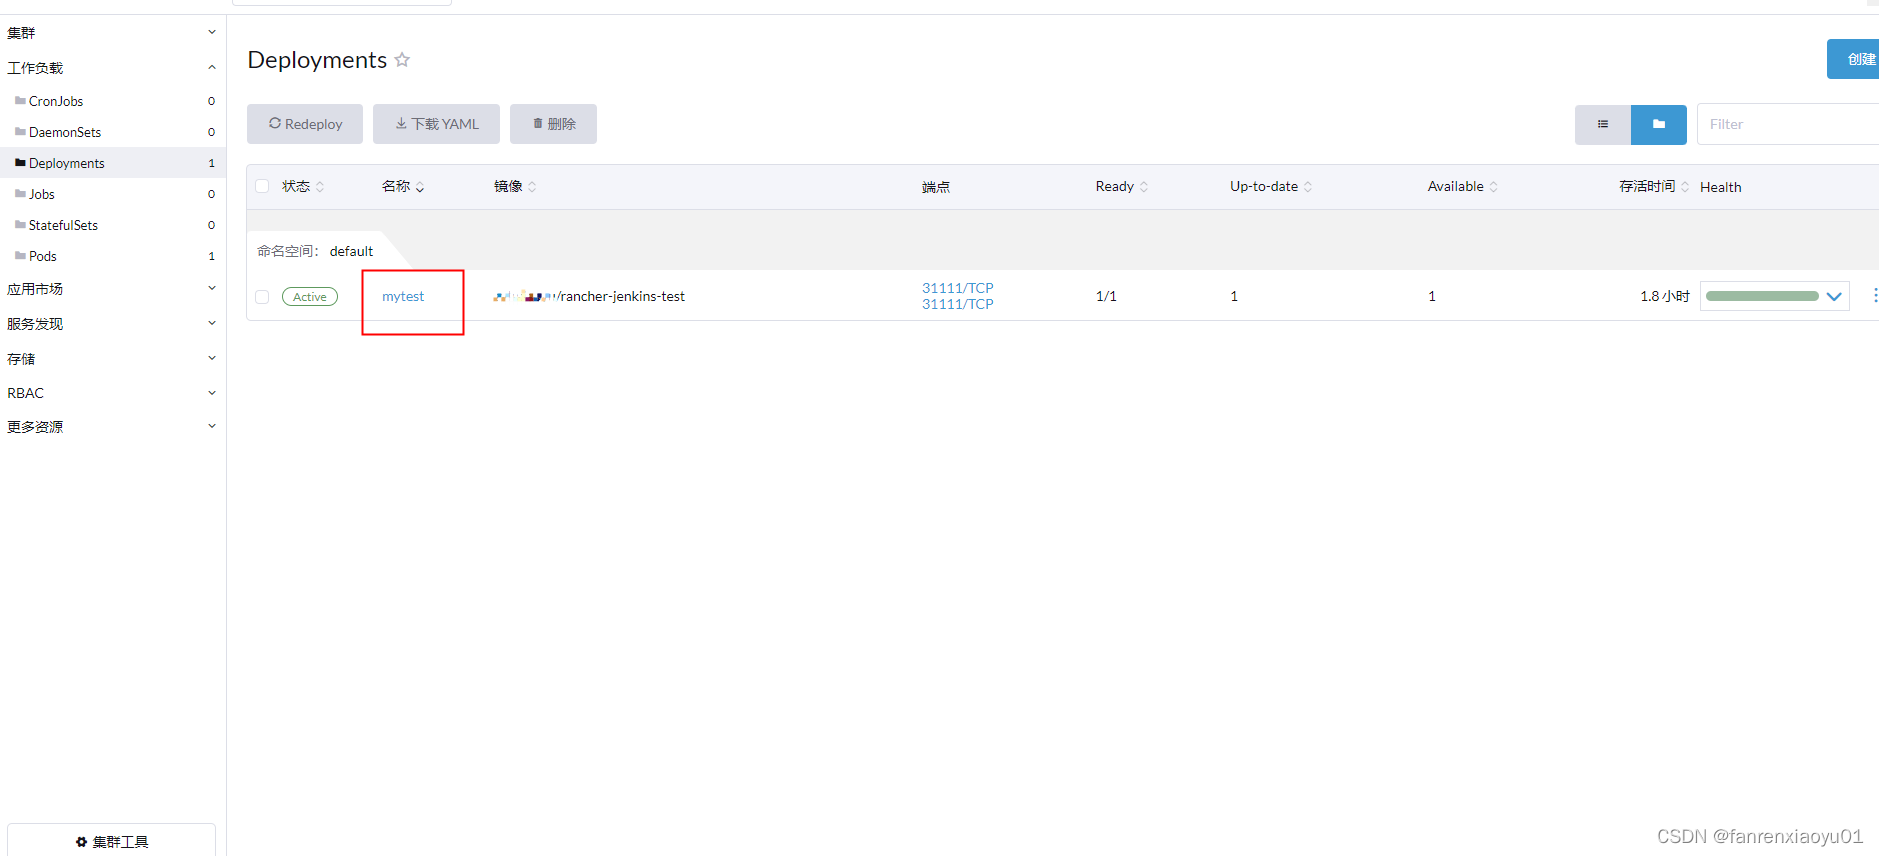 集群
工作负载
CronJobs 0
DaemonSets 0
Deployments 1
Jobs 0
StatefulSets 0
Pods 1
应用市场
服务发现
存储
RBAC
更多资源
集群工具
Deployments
创建
Redeploy 下载 YAML 删除 Filter
状态 名称 镜像 端点 Ready Up-to-date Available 存活时间 Health
命名空间： default
Active mytest /rancher-jenkins-test 31111/TCP 1/1 1 1 1.8 小时
31111/TCP
CSDN @fanrenxiaoyu01